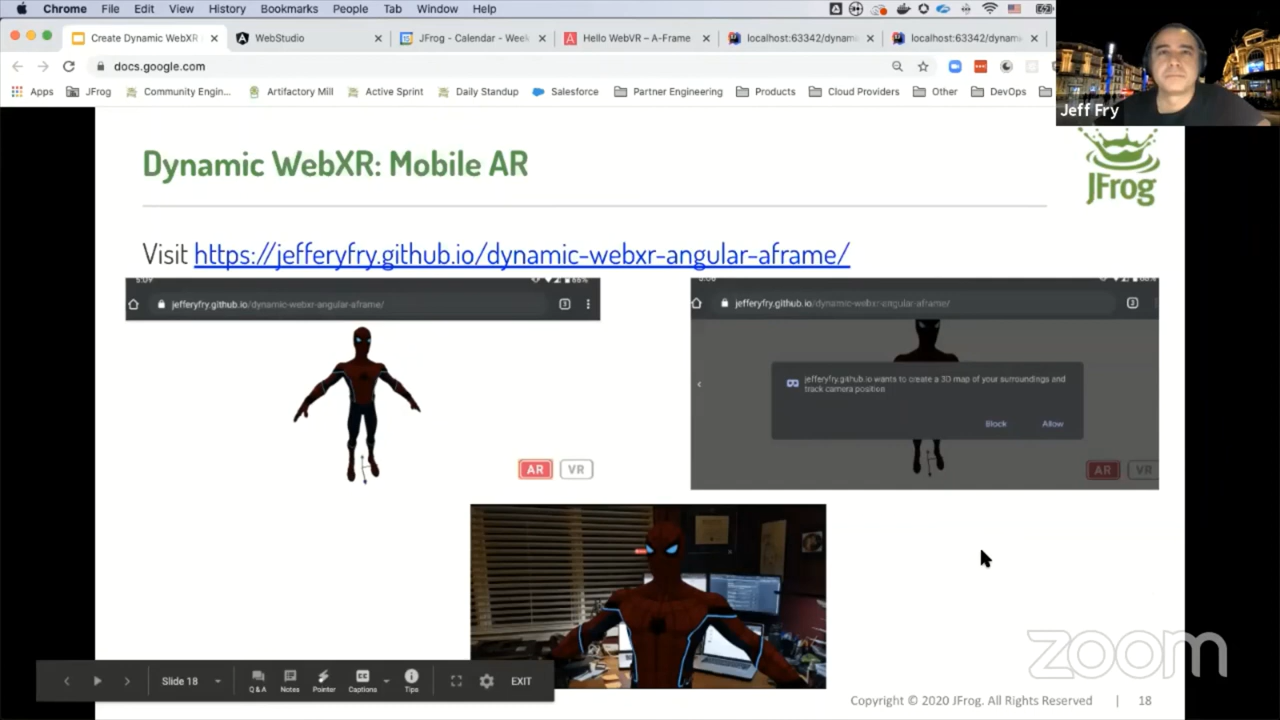 Chrome File Edit View History Bookmarks People Tab Window Help
Create Dynamic WebXR
WebStudio
JFrog - Calendar - Week
Hello WebVR – A-Frame
localhost:63342/dynam
localhost:63342/dynam
docs.google.com
Apps JFrog Community Engin... Artifactory Mill Active Sprint Daily Standup Salesforce Partner Engineering Products Cloud Providers Other DevOps
Jeff Fry
JFrog
Dynamic WebXR: Mobile AR
Visit https://jefferyfry.github.io/dynamic-webxr-angular-aframe/
jefferyfry.github.io/dynamic-webxr-angular-aframe/
AR VR
jefferyfry.github.io/dynamic-webxr-angular-aframe/
jefferyfry.github.io wants to create a 3D map of your surroundings and
track camera position
Block Allow
AR VR
zoom
Slide 18
Q & A Notes Pointer Captions Tips EXIT
Copyright © 2020 JFrog. All Rights Reserved | 18